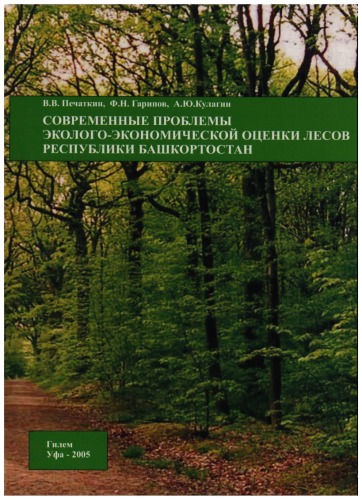 В.В. Печаткин, Ф.Н. Гарипов, А.Ю.Кулагин
СОВРЕМЕННЫЕ ПРОБЛЕМЫ
ЭКОЛОГО-ЭКОНОМИЧЕСКОЙ ОЦЕНКИ ЛЕСОВ
РЕСПУБЛИКИ БАШКОРТОСТАН
Гилем
Уфа - 2005